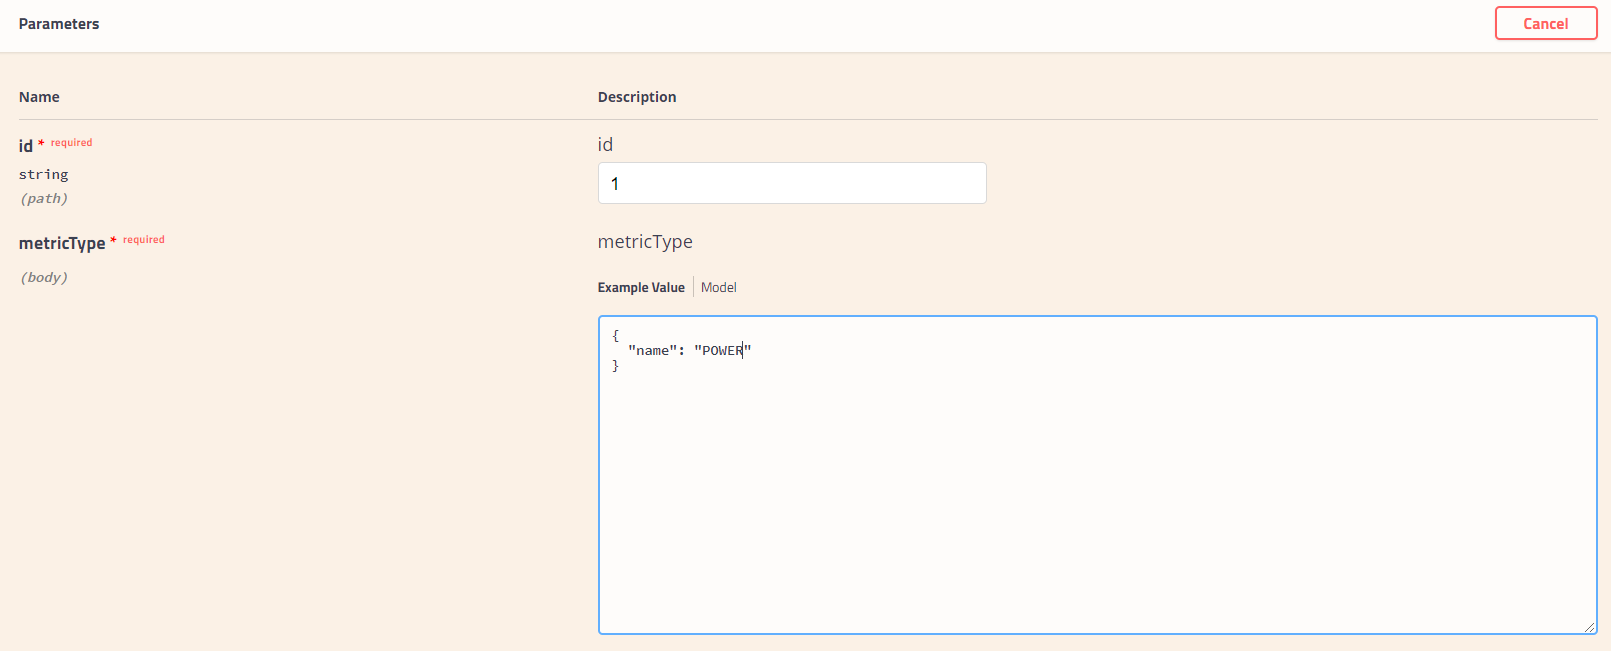 Parameters
Cancel
Name
Description
id * required
id
string
1
(path)
metricType * required
metricType
(body)
Example Value
Model
{
"name": "POWER"
}